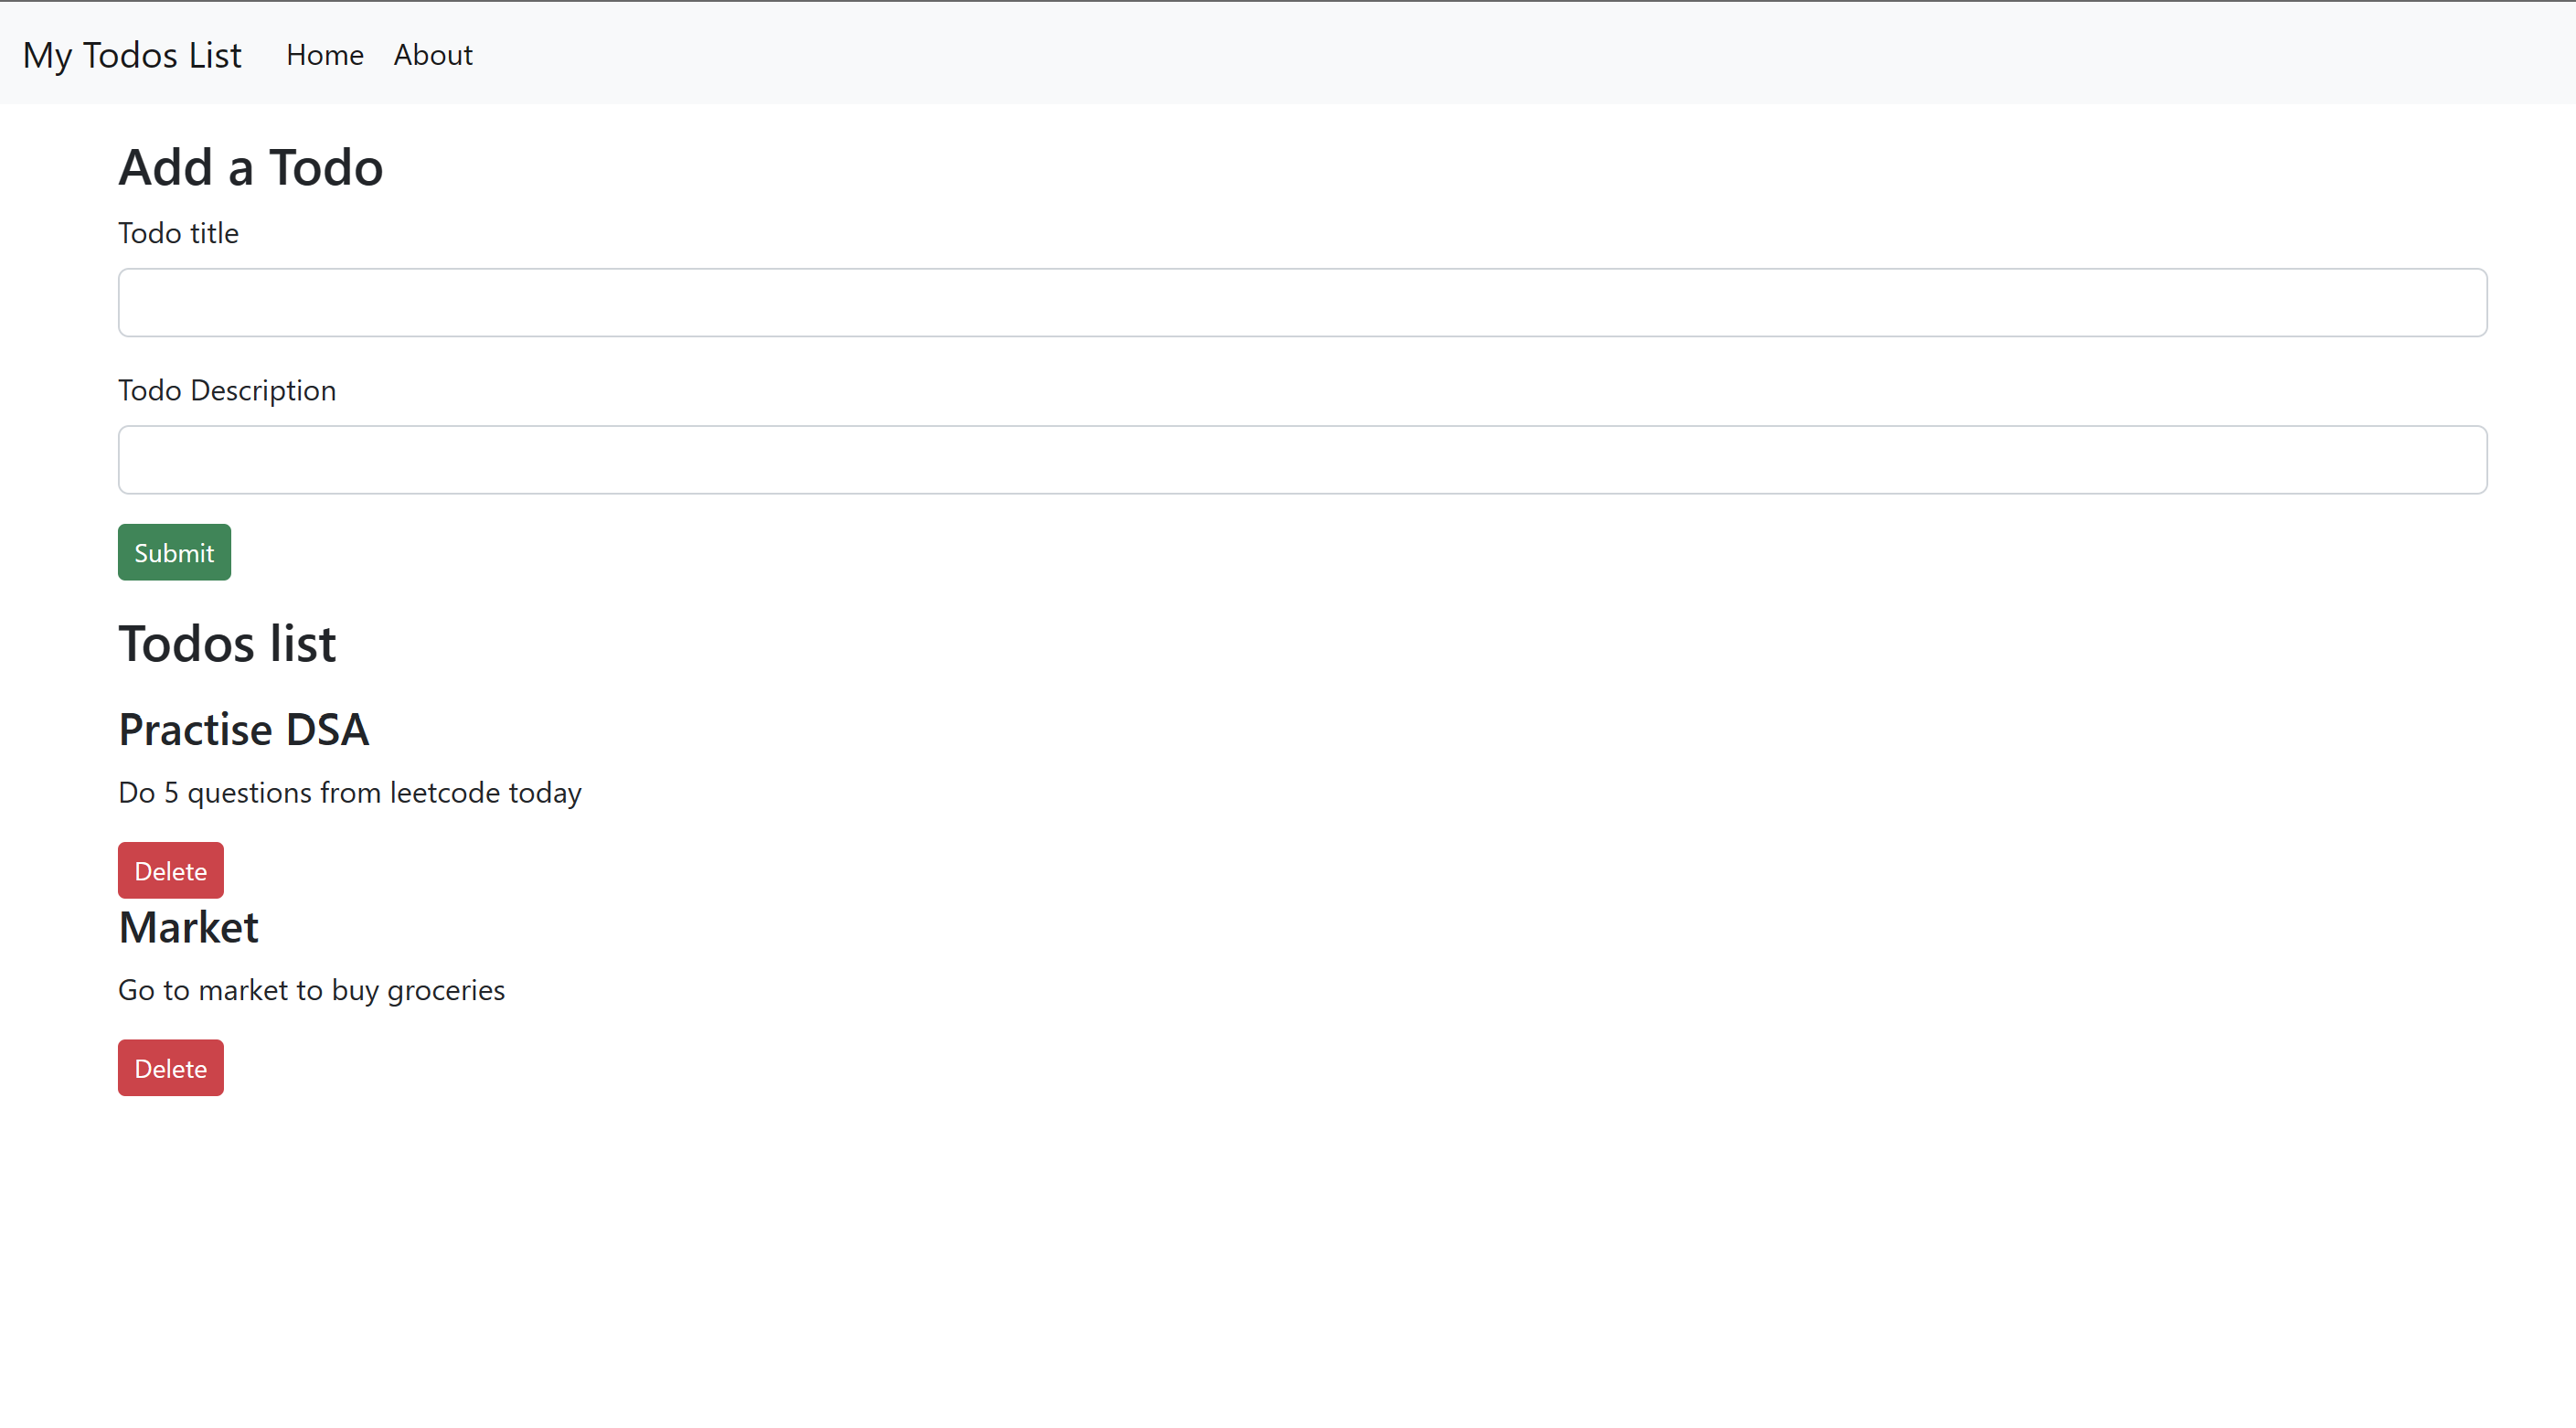 My Todos List Home About
Add a Todo
Todo title
Todo Description
Submit
Todos list
Practise DSA
Do 5 questions from leetcode today
Delete
Market
Go to market to buy groceries
Delete